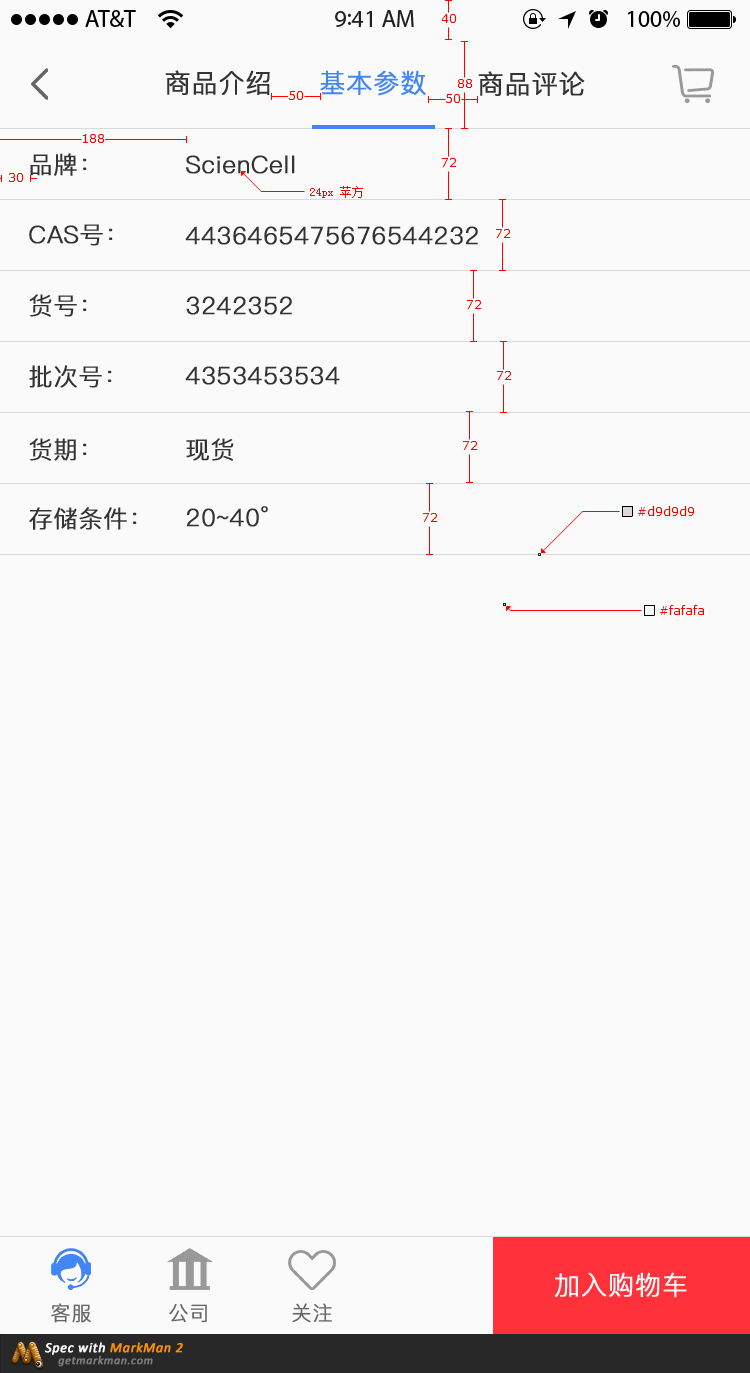 AT&T 9:41 AM 100%
40
商品介绍 基本参数 商品评论
50 88 50
188
品牌： ScienCell 72
30
24px 苹方
CAS号： 4436465475676544232 72
货号： 3242352 72
批次号： 4353453534 72
货期： 现货 72
存储条件： 20~40° 72
#d9d9d9
#fafafa
客服 公司 关注 加入购物车
Spec with MarkMan 2
getmarkman.com